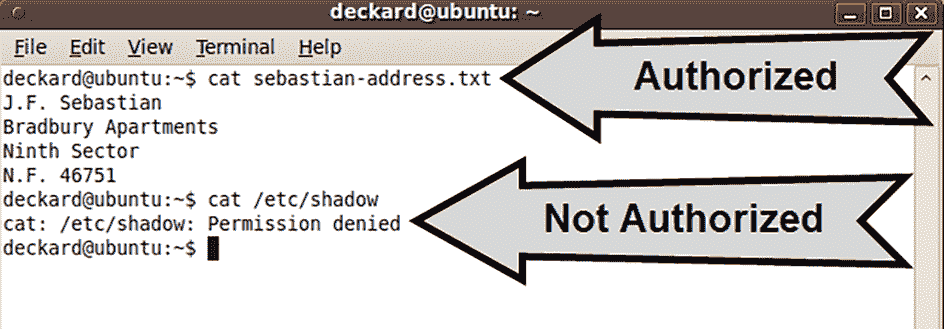 deckard@ubuntu: ~
File Edit View Terminal Help
deckard@ubuntu:~$ cat sebastian-address.txt
Authorized
J.F. Sebastian
Bradbury Apartments
Ninth Sector
N.F. 46751
deckard@ubuntu:~$ cat /etc/shadow
cat: /etc/shadow: Permission denied
Not Authorized
deckard@ubuntu:~$